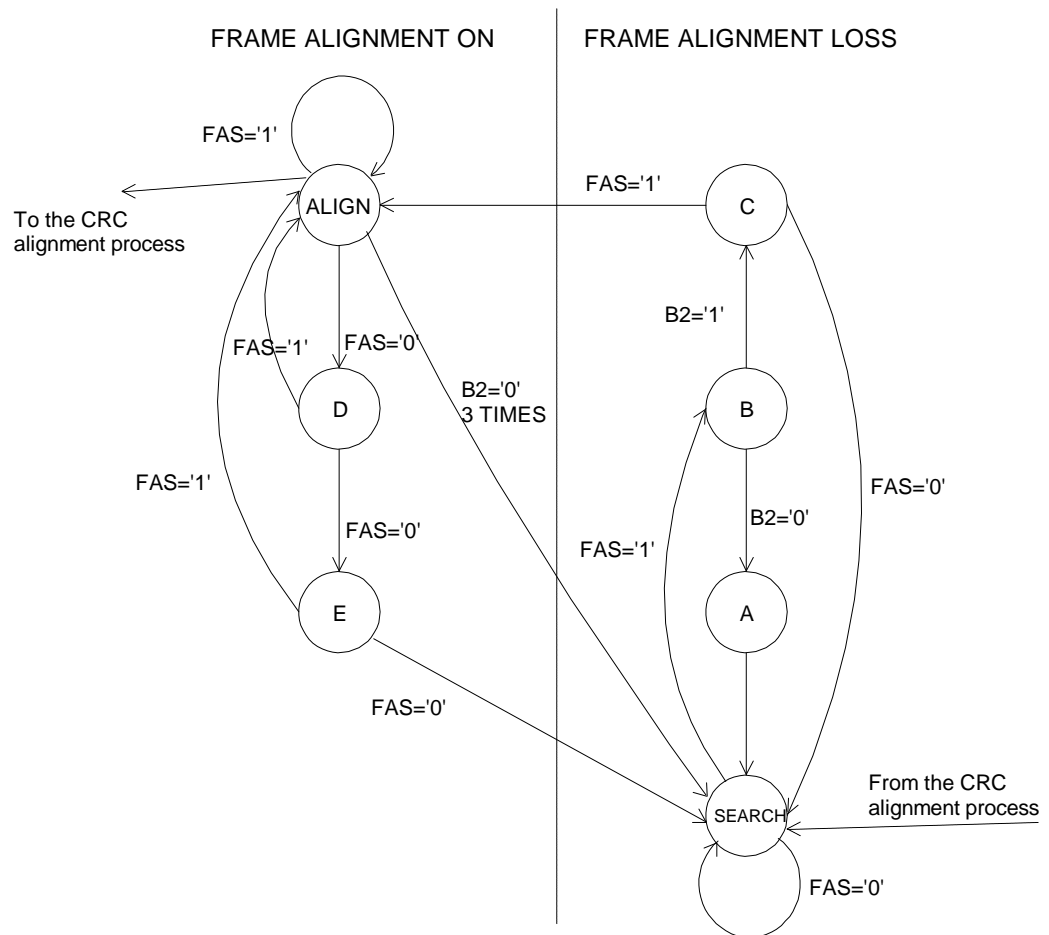 FRAME ALIGNMENT ON
FRAME ALIGNMENT LOSS
FAS='1'
To the CRC
alignment process
ALIGN
FAS='1'
C
B2='1'
FAS='1'
FAS='0'
B2='0'
3 TIMES
D
B
FAS='1'
FAS='0'
B2='0'
FAS='0'
FAS='1'
E
A
FAS='0'
From the CRC
alignment process
SEARCH
FAS='0'